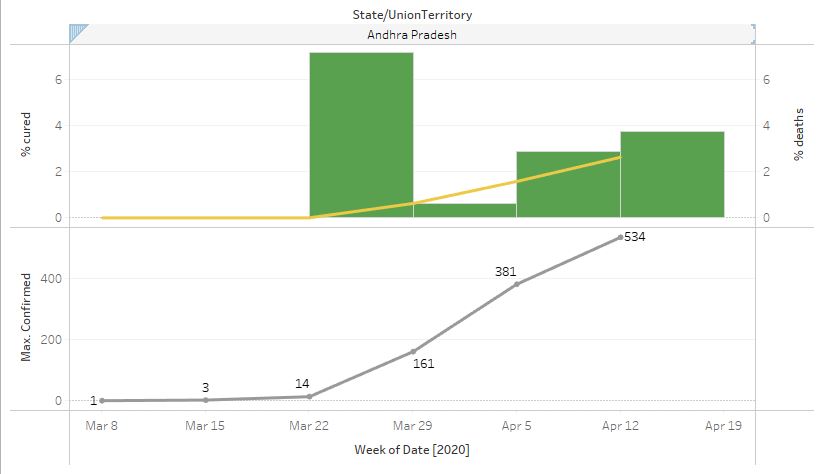 State/UnionTerritory
Andhra Pradesh
6
4
2
0
% cured
6
4
2
0
% deaths
400
200
0
Max. Confirmed
1
3
14
161
381
534
Mar 8
Mar 15
Mar 22
Mar 29
Apr 5
Apr 12
Apr 19
Week of Date [2020]